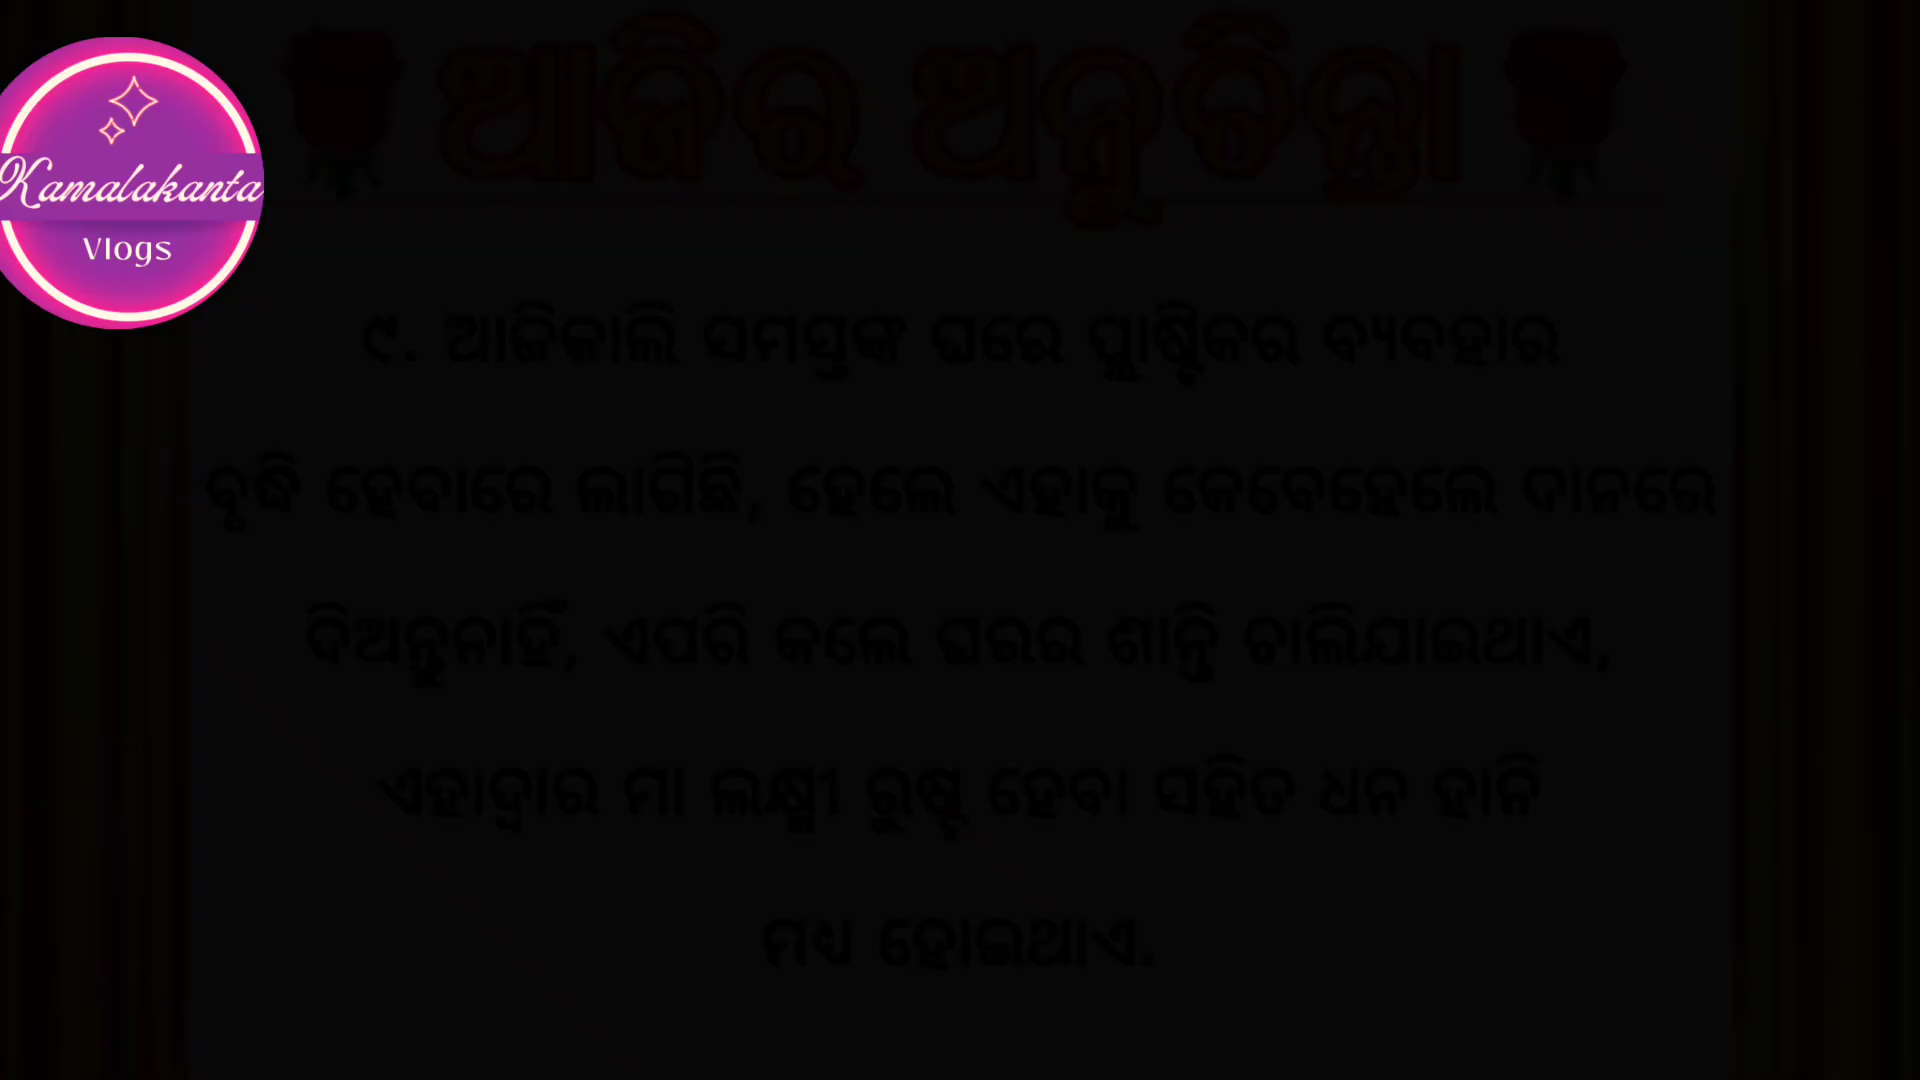 Kamalakanta
Vlogs
ଆଜିର ଅନୁଚିନ୍ତା
୯. ଆଜିକାଲି ସମସ୍ତଙ୍କ ଘରେ ପ୍ଲାଷ୍ଟିକର ବ୍ୟବହାର
ବୃଦ୍ଧି ହେବାରେ ଲାଗିଛି, ହେଲେ ଏହାକୁ କେବେହେଲେ ଦାନରେ
ଦିଅନ୍ତୁନାହିଁ, ଏପରି କଲେ ଘରର ଶାନ୍ତି ଚାଲିଯାଇଥାଏ,
ଏହାଦ୍ୱାର ମା ଲକ୍ଷ୍ମୀ ରୁଷ୍ଟ ହେବା ସହିତ ଧନ ହାନି
ମଧ୍ୟ ହୋଇଥାଏ.